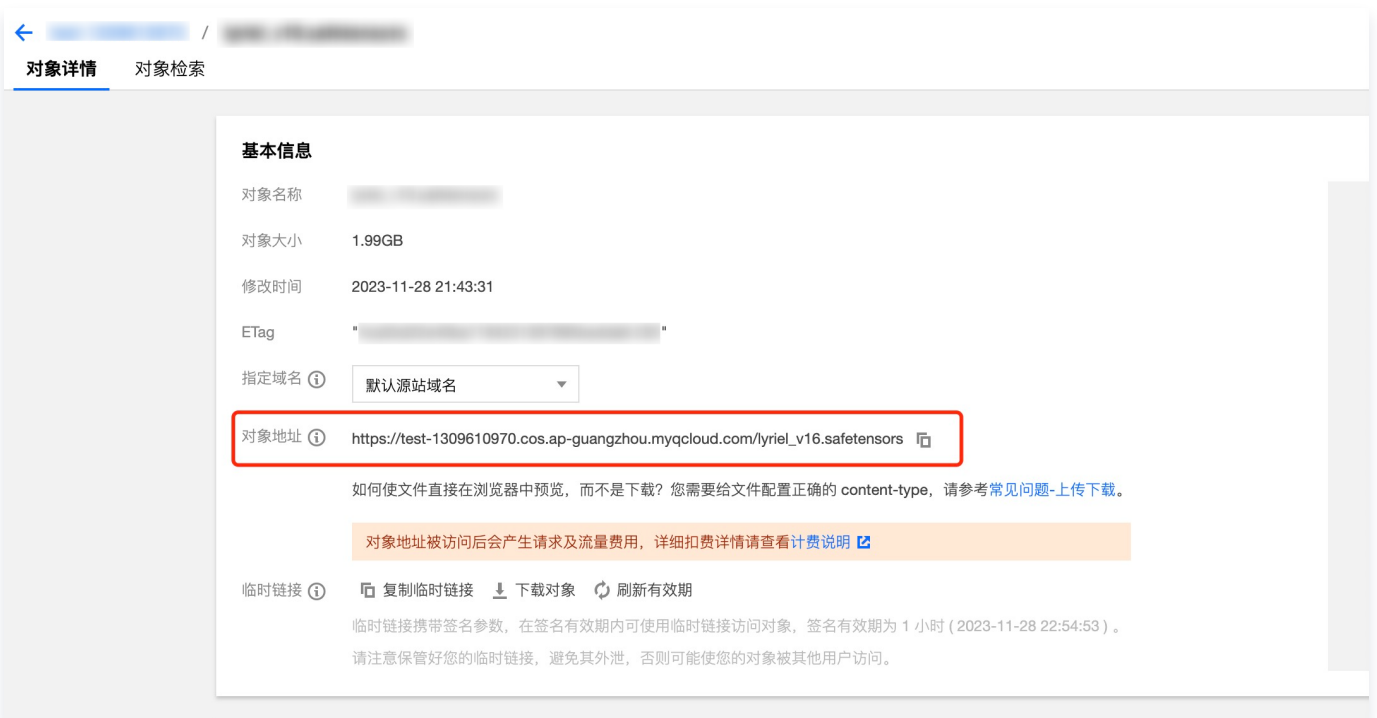 /
对象详情 对象检索
基本信息
对象名称
对象大小 1.99GB
修改时间 2023-11-28 21:43:31
ETag " "
指定域名 默认源站域名
对象地址 https://test-1309610970.cos.ap-guangzhou.myqcloud.com/lyriel_v16.safetensors
如何使文件直接在浏览器中预览，而不是下载？您需要给文件配置正确的 content-type，请参考常见问题-上传下载。
对象地址被访问后会产生请求及流量费用，详细扣费详情请查看计费说明
临时链接 复制临时链接 下载对象 刷新有效期
临时链接携带签名参数，在签名有效期内可使用临时链接访问对象，签名有效期为 1 小时 ( 2023-11-28 22:54:53 ) 。
请注意保管好您的临时链接，避免其外泄，否则可能使您的对象被其他用户访问。